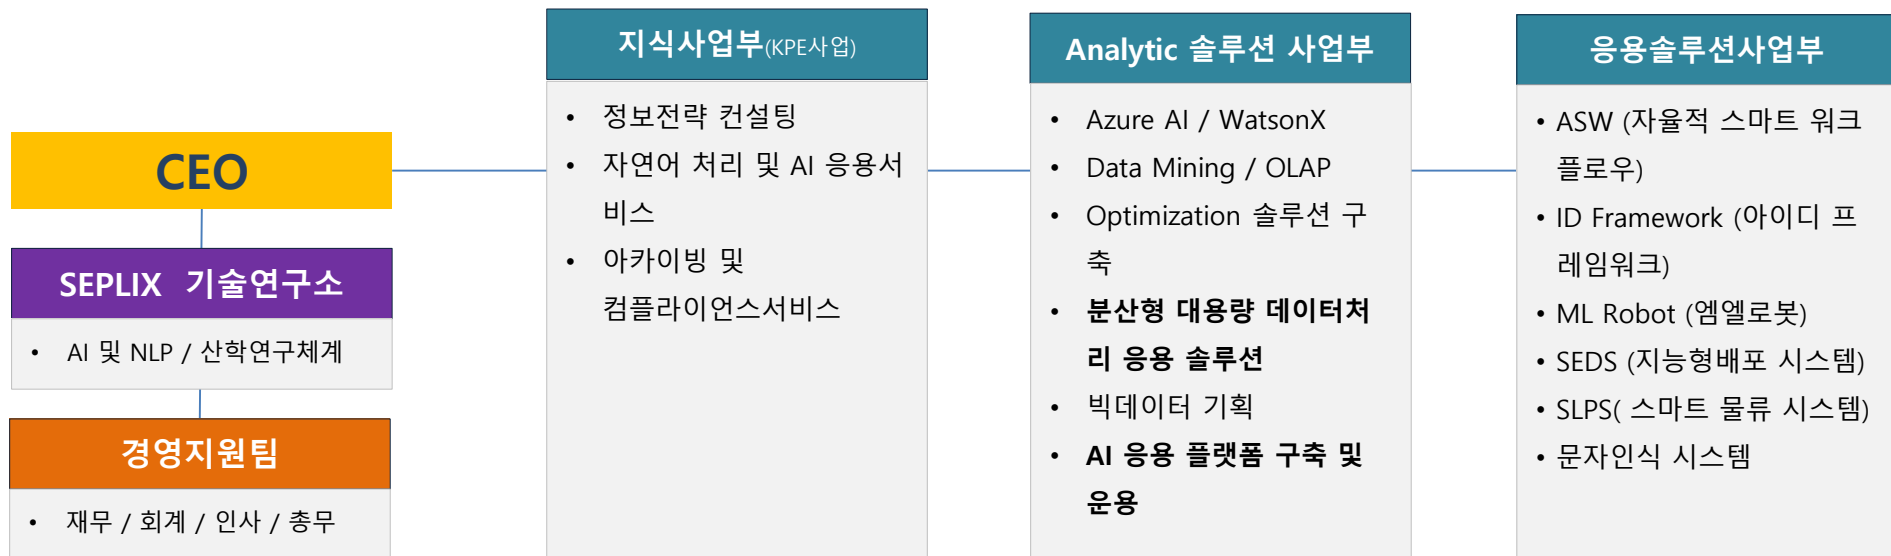 CEO
SEPLIX 기술연구소
• AI 및 NLP / 산학연구체계
경영지원팀
• 재무 / 회계 / 인사 / 총무
지식사업부(KPE사업)
• 정보전략 컨설팅
• 자연어 처리 및 AI 응용서
비스
• 아카이빙 및
컴플라이언스서비스
Analytic 솔루션 사업부
• Azure AI / WatsonX
• Data Mining / OLAP
• Optimization 솔루션 구
축
• 분산형 대용량 데이터처
리 응용 솔루션
• 빅데이터 기획
• AI 응용 플랫폼 구축 및
운용
응용솔루션사업부
• ASW (자율적 스마트 워크
플로우)
• ID Framework (아이디 프
레임워크)
• ML Robot (엠엘로봇)
• SEDS (지능형배포 시스템)
• SLPS( 스마트 물류 시스템)
• 문자인식 시스템